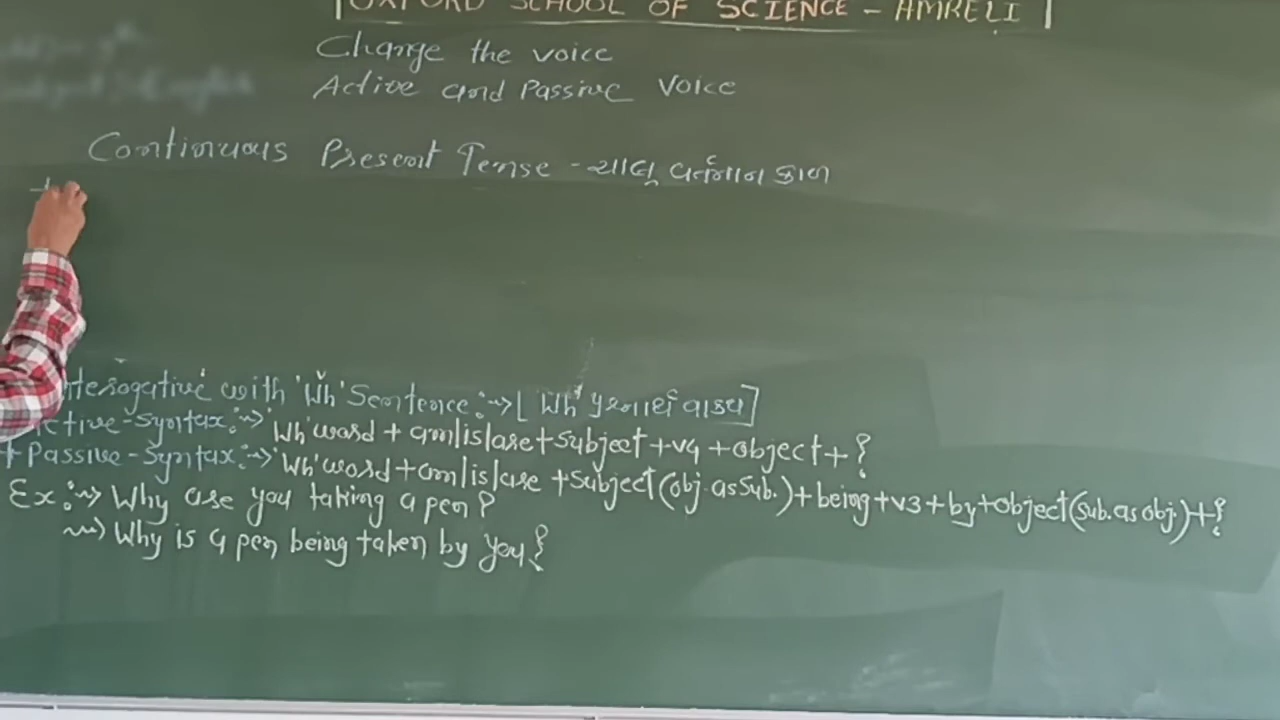 OXFORD SCHOOL OF SCIENCE - AMRELI
Change the voice
Active and Passive Voice
Continuous Present Tense - ચાલુ વર્તમાન કાળ
terogative with 'Wh' Sentence:→ ['Wh' પ્રશ્નાર્થ વાક્ય]
ctive-Syntax:→ 'Wh' word + am/is/are + Subject + V4 + object + ?
+ Passive-Syntax:→ 'Wh' word + am/is/are + Subject (obj. as Sub.) + being + V3 + by + object (Sub. as obj.) + ?
Ex:→ Why are you taking a pen?
→ Why is a pen being taken by you?